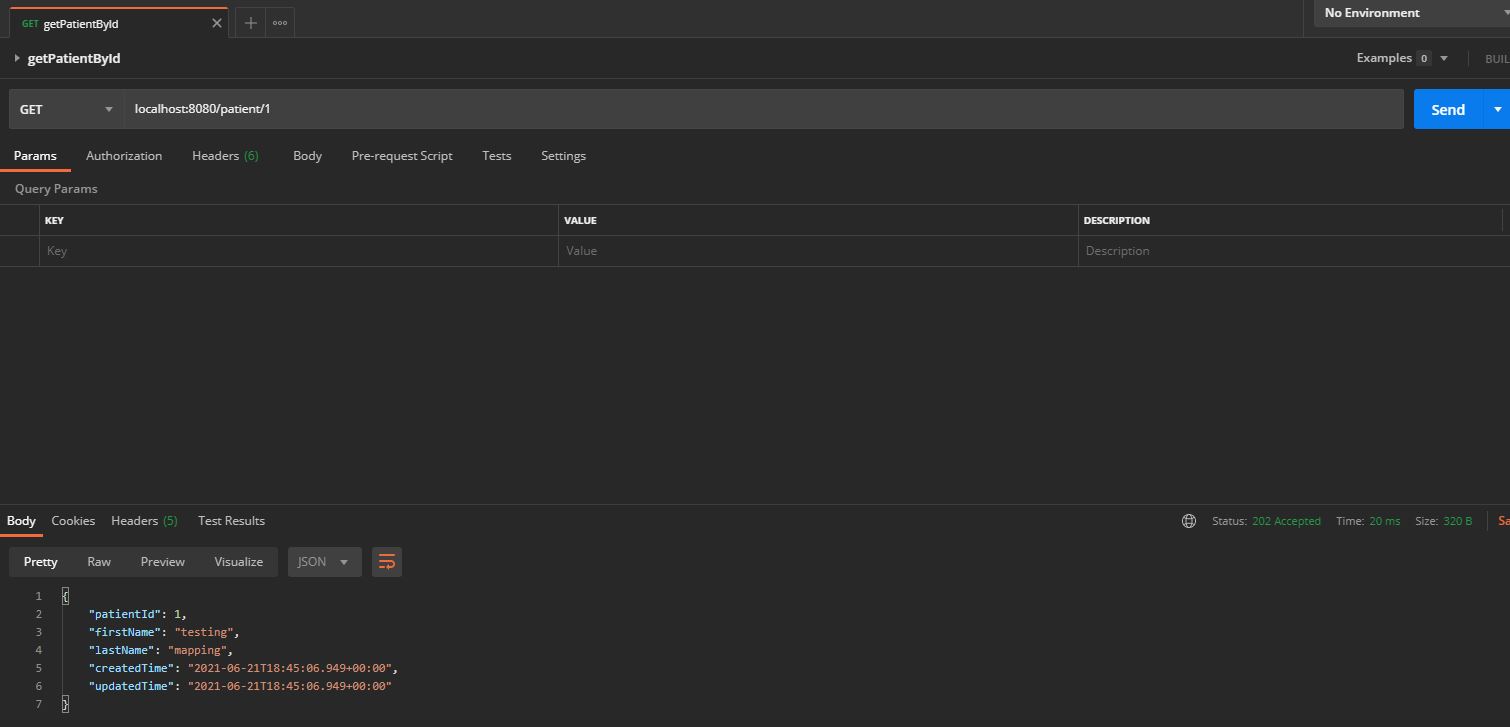 GET getPatientById
No Environment
getPatientById
Examples 0
BUIL
GET localhost:8080/patient/1 Send
Params Authorization Headers (6) Body Pre-request Script Tests Settings
Query Params
KEY VALUE DESCRIPTION
Key Value Description
Body Cookies Headers (5) Test Results Status: 202 Accepted Time: 20 ms Size: 320 B Sa
Pretty Raw Preview Visualize JSON
1 {
2 "patientId": 1,
3 "firstName": "testing",
4 "lastName": "mapping",
5 "createdTime": "2021-06-21T18:45:06.949+00:00",
6 "updatedTime": "2021-06-21T18:45:06.949+00:00"
7 }